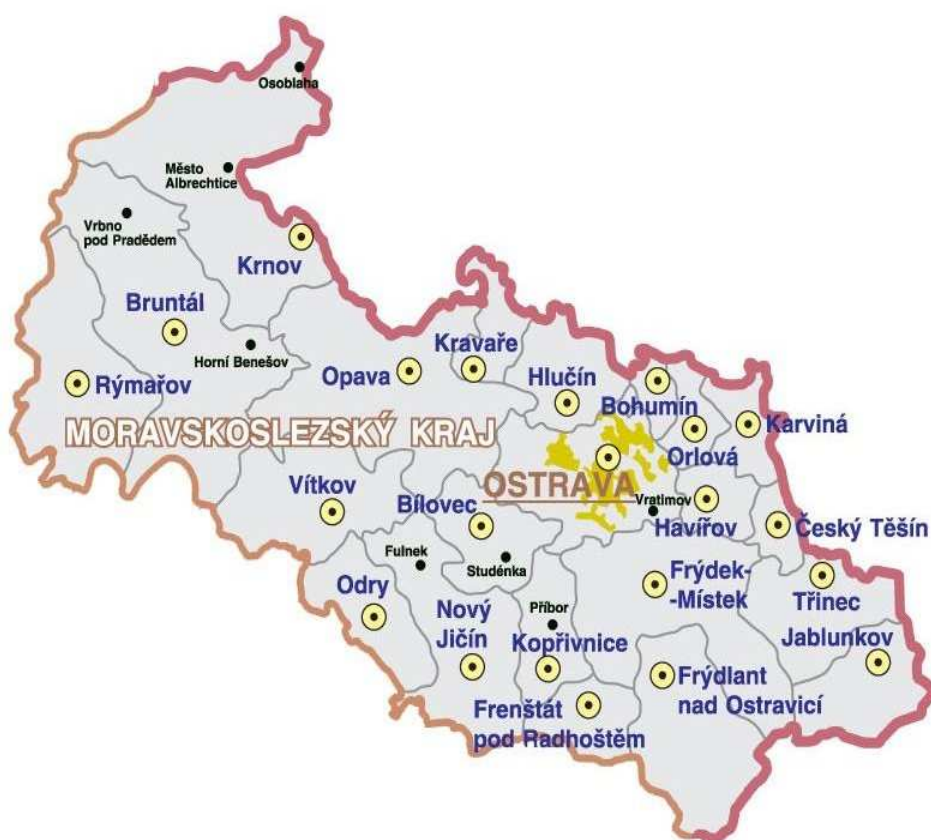 Osoblaha
Město
Albrechtice
Vrbno
pod Pradědem
Krnov
Bruntál
Horní Benešov
Kravaře
Opava
Hlučín
Rýmařov
Bohumín
Karviná
MORAVSKOSLEZSKÝ KRAJ
Orlová
OSTRAVA
Vítkov
Bílovec
Vratimov
Havířov
Český Těšín
Fulnek
Studénka
Odry
Frýdek-
-Místek
Třinec
Nový
Jičín
Příbor
Kopřivnice
Jablunkov
Frýdlant
nad Ostravicí
Frenštát
pod Radhoštěm